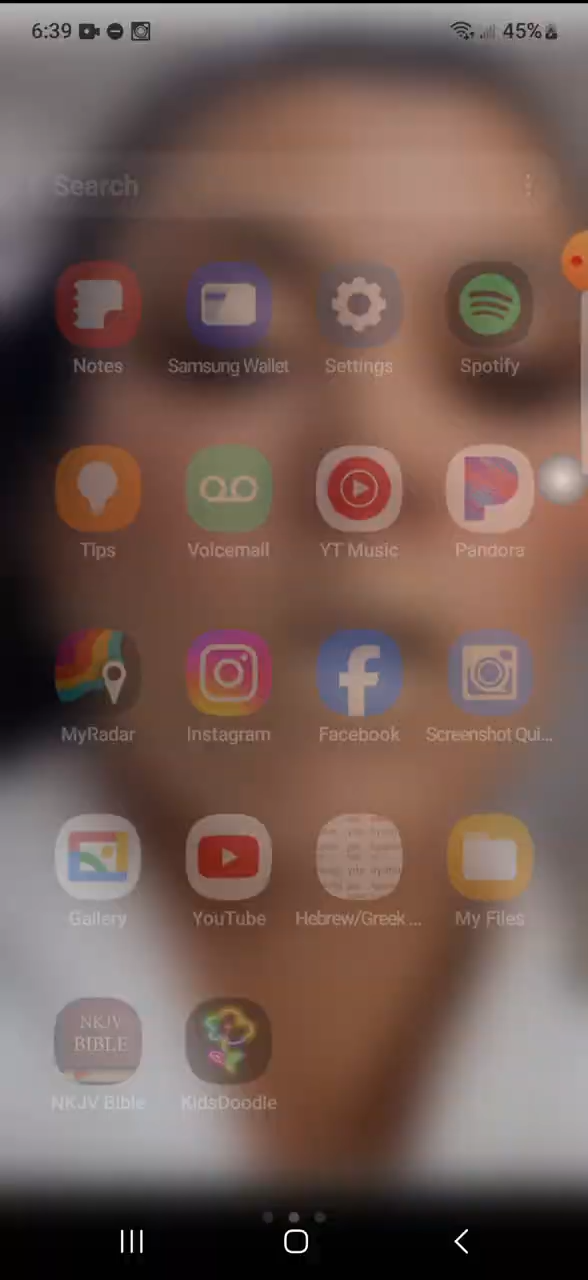 6:39 45%
Search
Notes Samsung Wallet Settings Spotify
Tips Voicemail YT Music Pandora
MyRadar Instagram Facebook Screenshot Qui...
Gallery YouTube Hebrew/Greek ... My Files
NKJV
BIBLE
NKJV Bible KidsDoodle